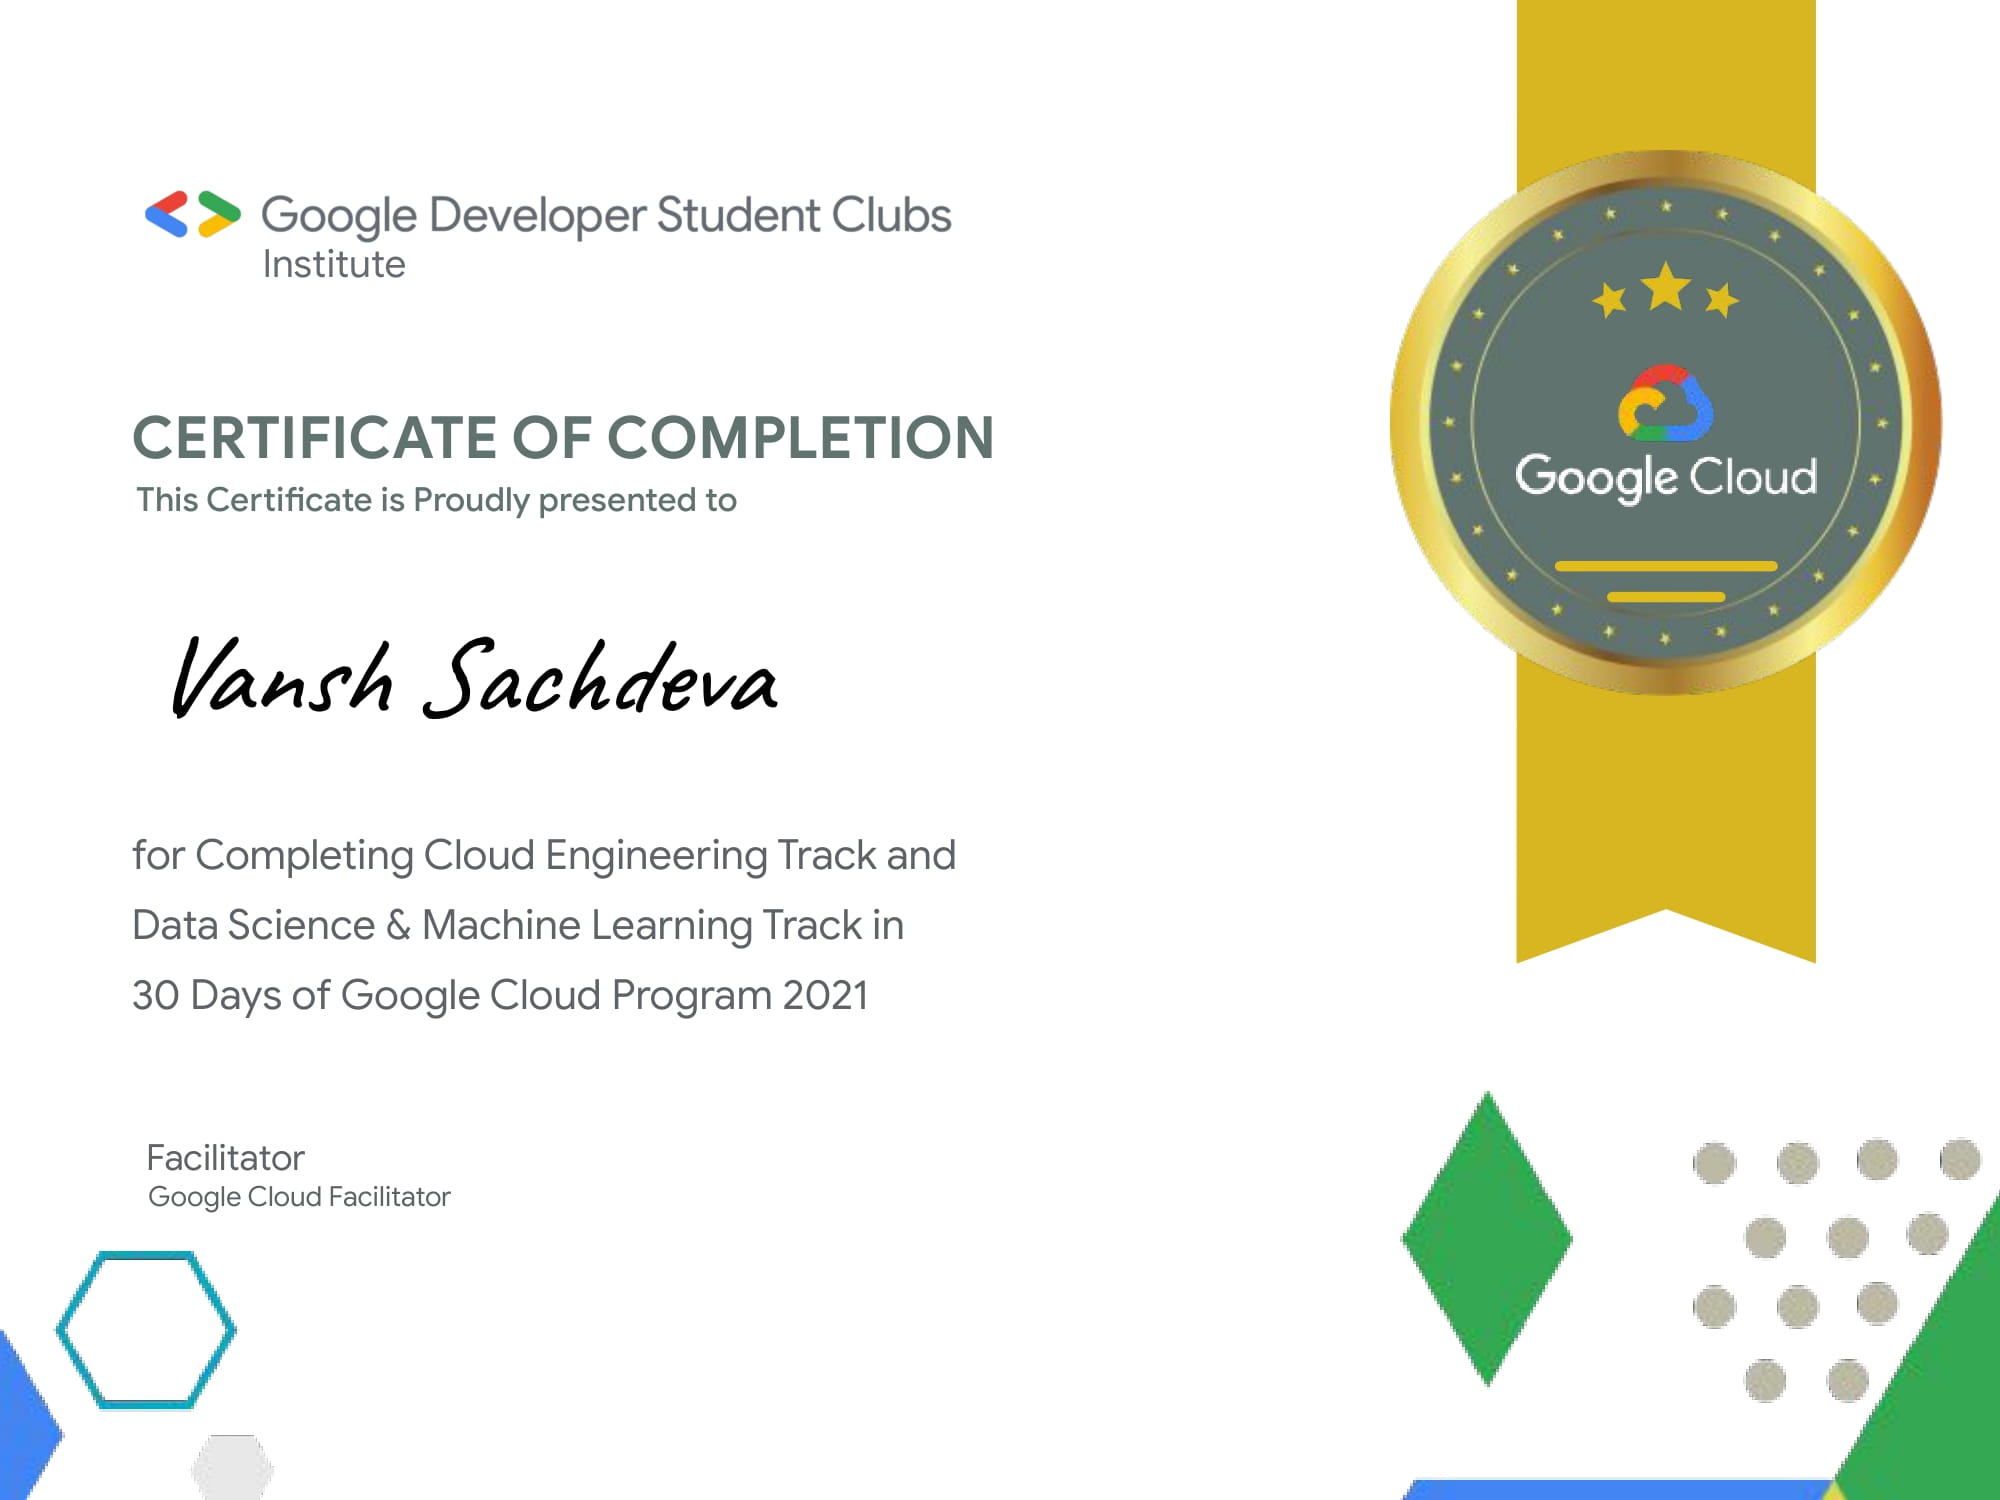 Google Developer Student Clubs
Institute
CERTIFICATE OF COMPLETION
This Certificate is Proudly presented to
Vansh Sachdeva
for Completing Cloud Engineering Track and
Data Science & Machine Learning Track in
30 Days of Google Cloud Program 2021
Facilitator
Google Cloud Facilitator
Google Cloud